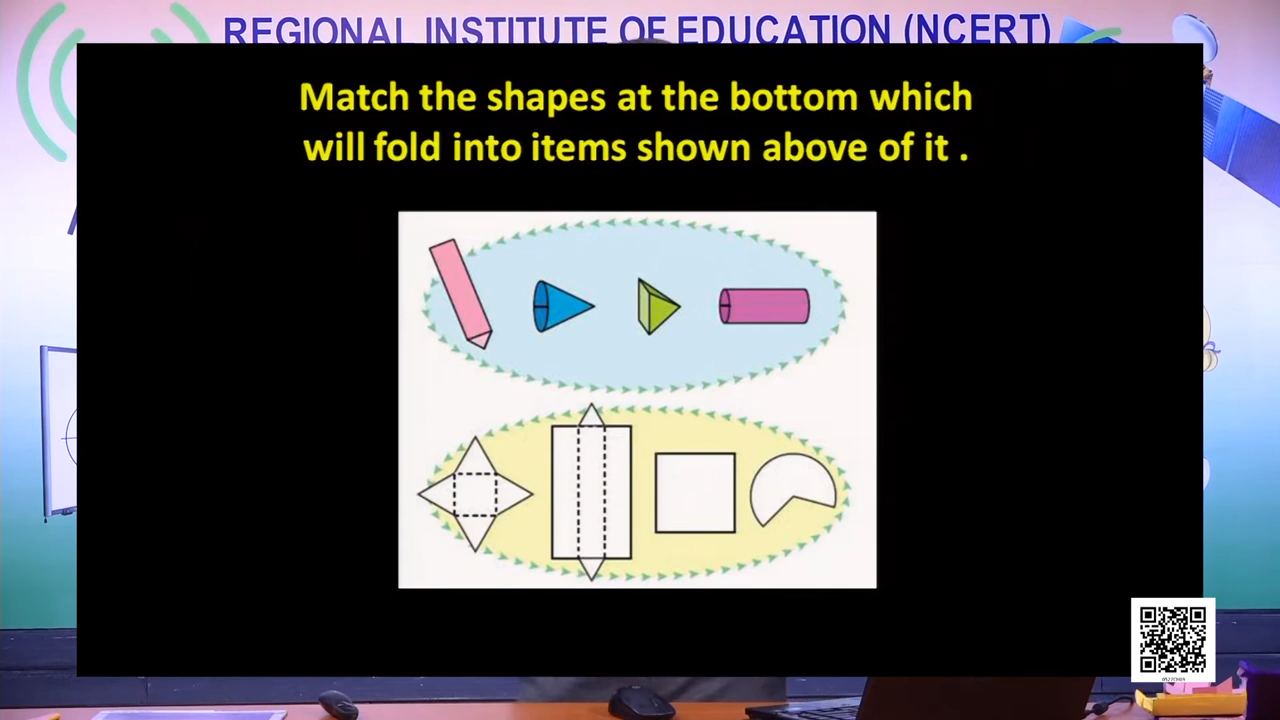 REGIONAL INSTITUTE OF EDUCATION (NCERT)
Match the shapes at the bottom which
will fold into items shown above of it .